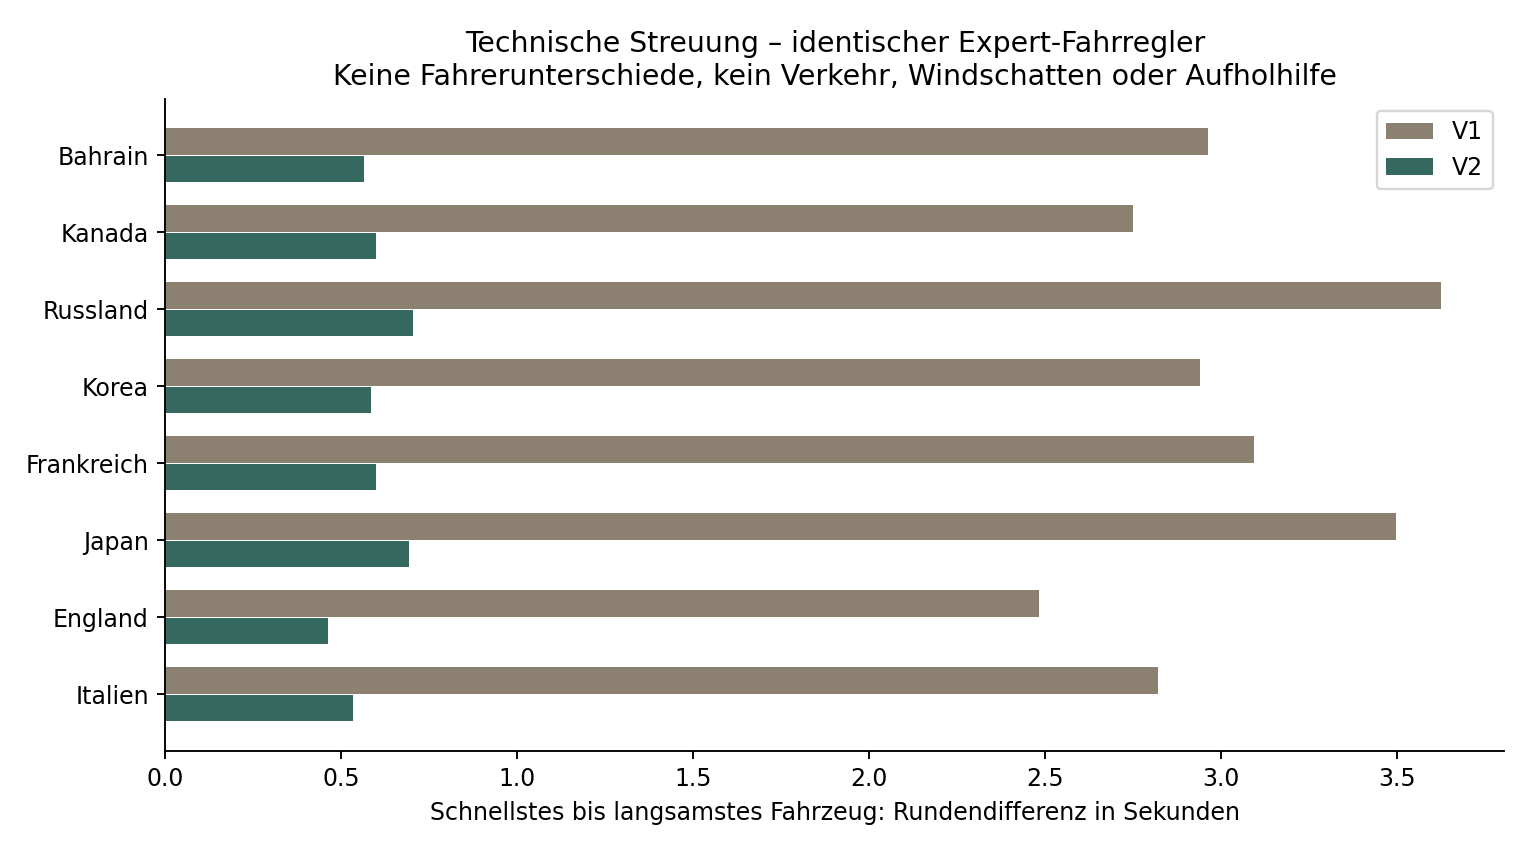 Technische Streuung – identischer Expert-Fahrregler
Keine Fahrerunterschiede, kein Verkehr, Windschatten oder Aufholhilfe
V1
V2
Bahrain
Kanada
Russland
Korea
Frankreich
Japan
England
Italien
0.0 0.5 1.0 1.5 2.0 2.5 3.0 3.5
Schnellstes bis langsamstes Fahrzeug: Rundendifferenz in Sekunden